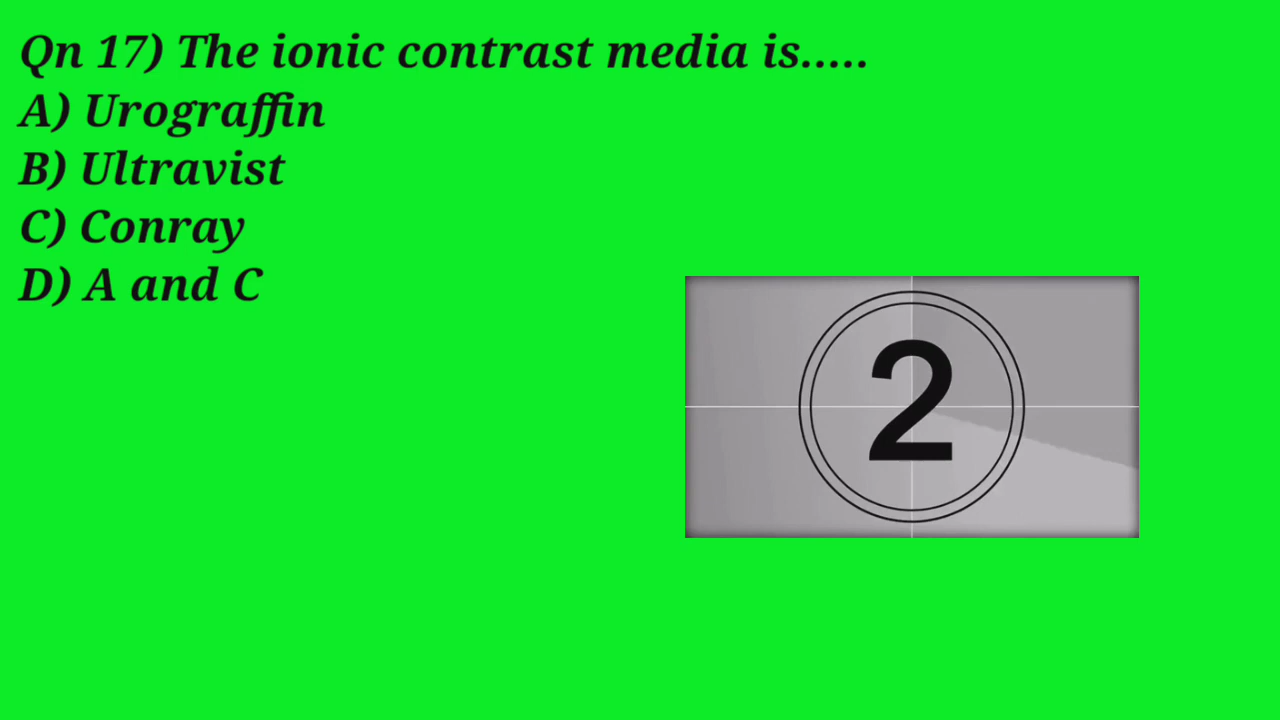 Qn 17) The ionic contrast media is.....
A) Urograffin
B) Ultravist
C) Conray
D) A and C
2